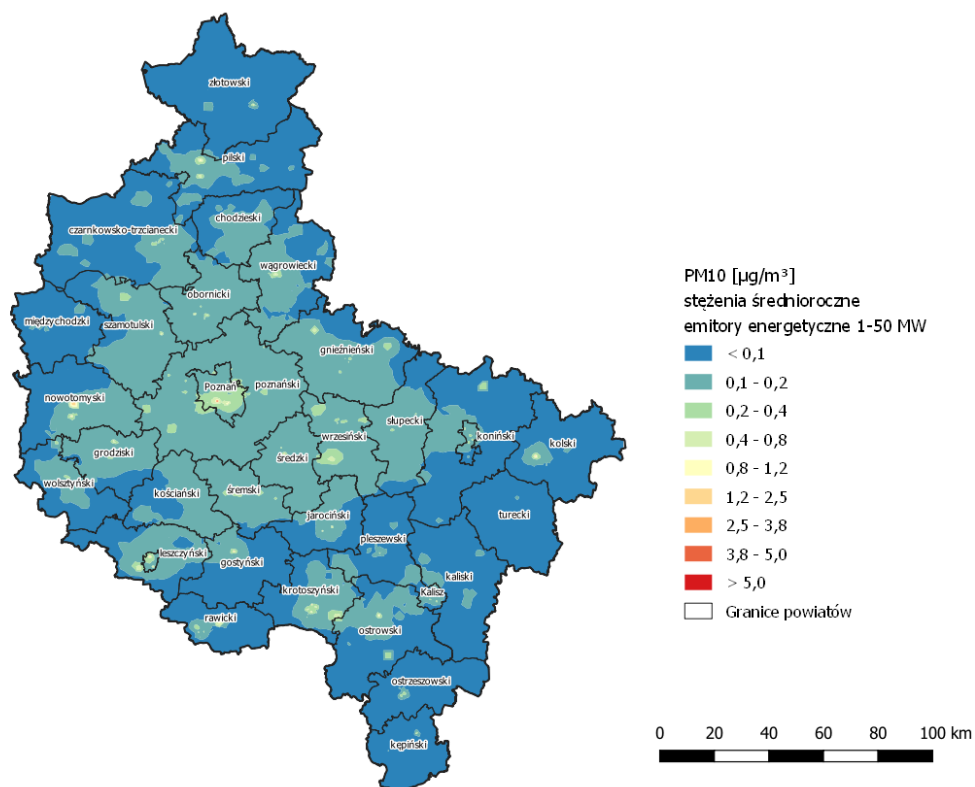 złotowski
pilski
chodzieski
czarnkowsko-trzcianecki
wągrowiecki
obornicki
międzychodzki
szamotulski
gnieźnieński
Poznań
poznański
nowotomyski
słupecki
wrzesiński
koniński
kolski
grodziski
średzki
wolsztyński
kościański
śremski
jarociński
turecki
pleszewski
leszczyński
gostyński
kaliski
krotoszyński
Kalisz
rawicki
ostrowski
ostrzeszowski
kępiński
PM10 [µg/m³]
stężenia średnioroczne
emitory energetyczne 1-50 MW
< 0,1
0,1 - 0,2
0,2 - 0,4
0,4 - 0,8
0,8 - 1,2
1,2 - 2,5
2,5 - 3,8
3,8 - 5,0
> 5,0
Granice powiatów
0 20 40 60 80 100 km